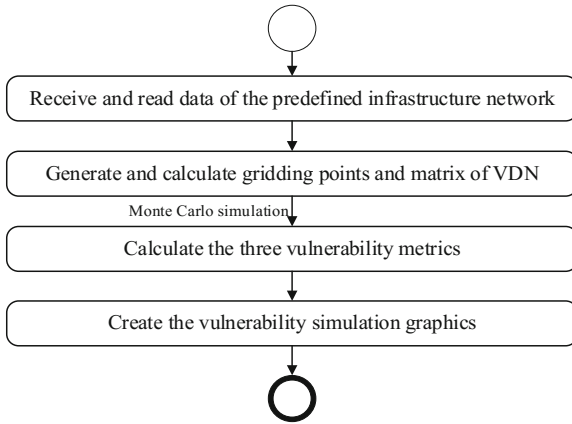 Receive and read data of the predefined infrastructure network
Generate and calculate gridding points and matrix of VDN
Monte Carlo simulation
Calculate the three vulnerability metrics
Create the vulnerability simulation graphics